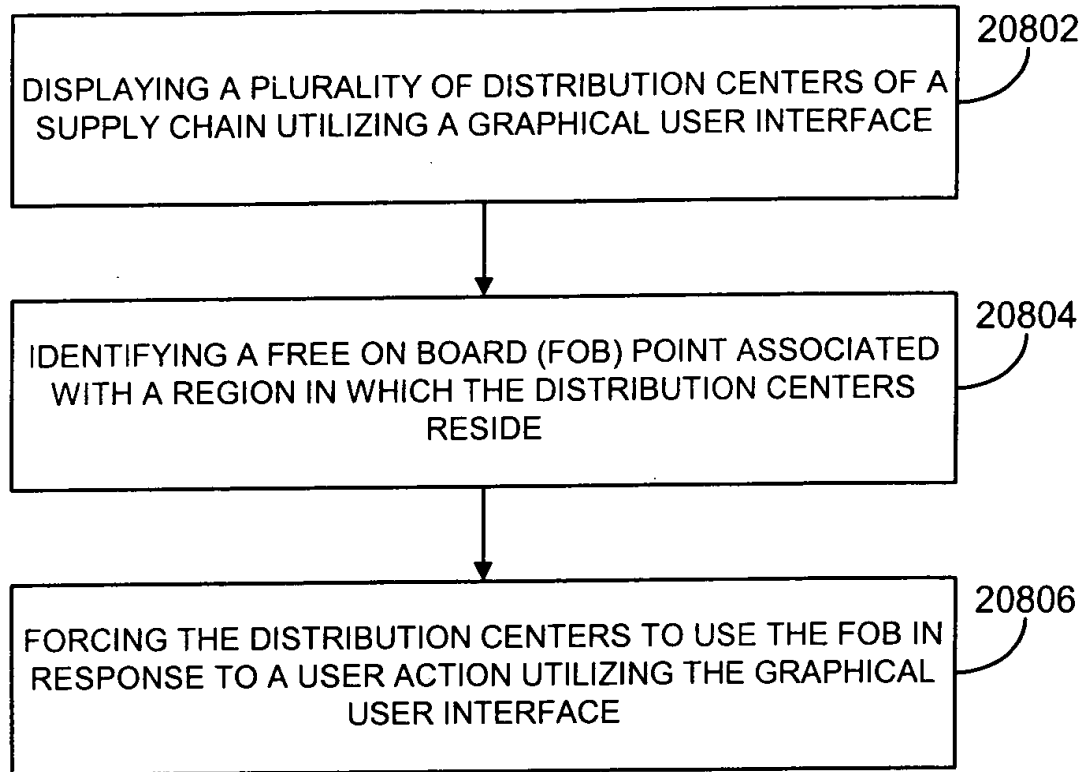 20802
DISPLAYING A PLURALITY OF DISTRIBUTION CENTERS OF A
SUPPLY CHAIN UTILIZING A GRAPHICAL USER INTERFACE
20804
IDENTIFYING A FREE ON BOARD (FOB) POINT ASSOCIATED
WITH A REGION IN WHICH THE DISTRIBUTION CENTERS
RESIDE
20806
FORCING THE DISTRIBUTION CENTERS TO USE THE FOB IN
RESPONSE TO A USER ACTION UTILIZING THE GRAPHICAL
USER INTERFACE